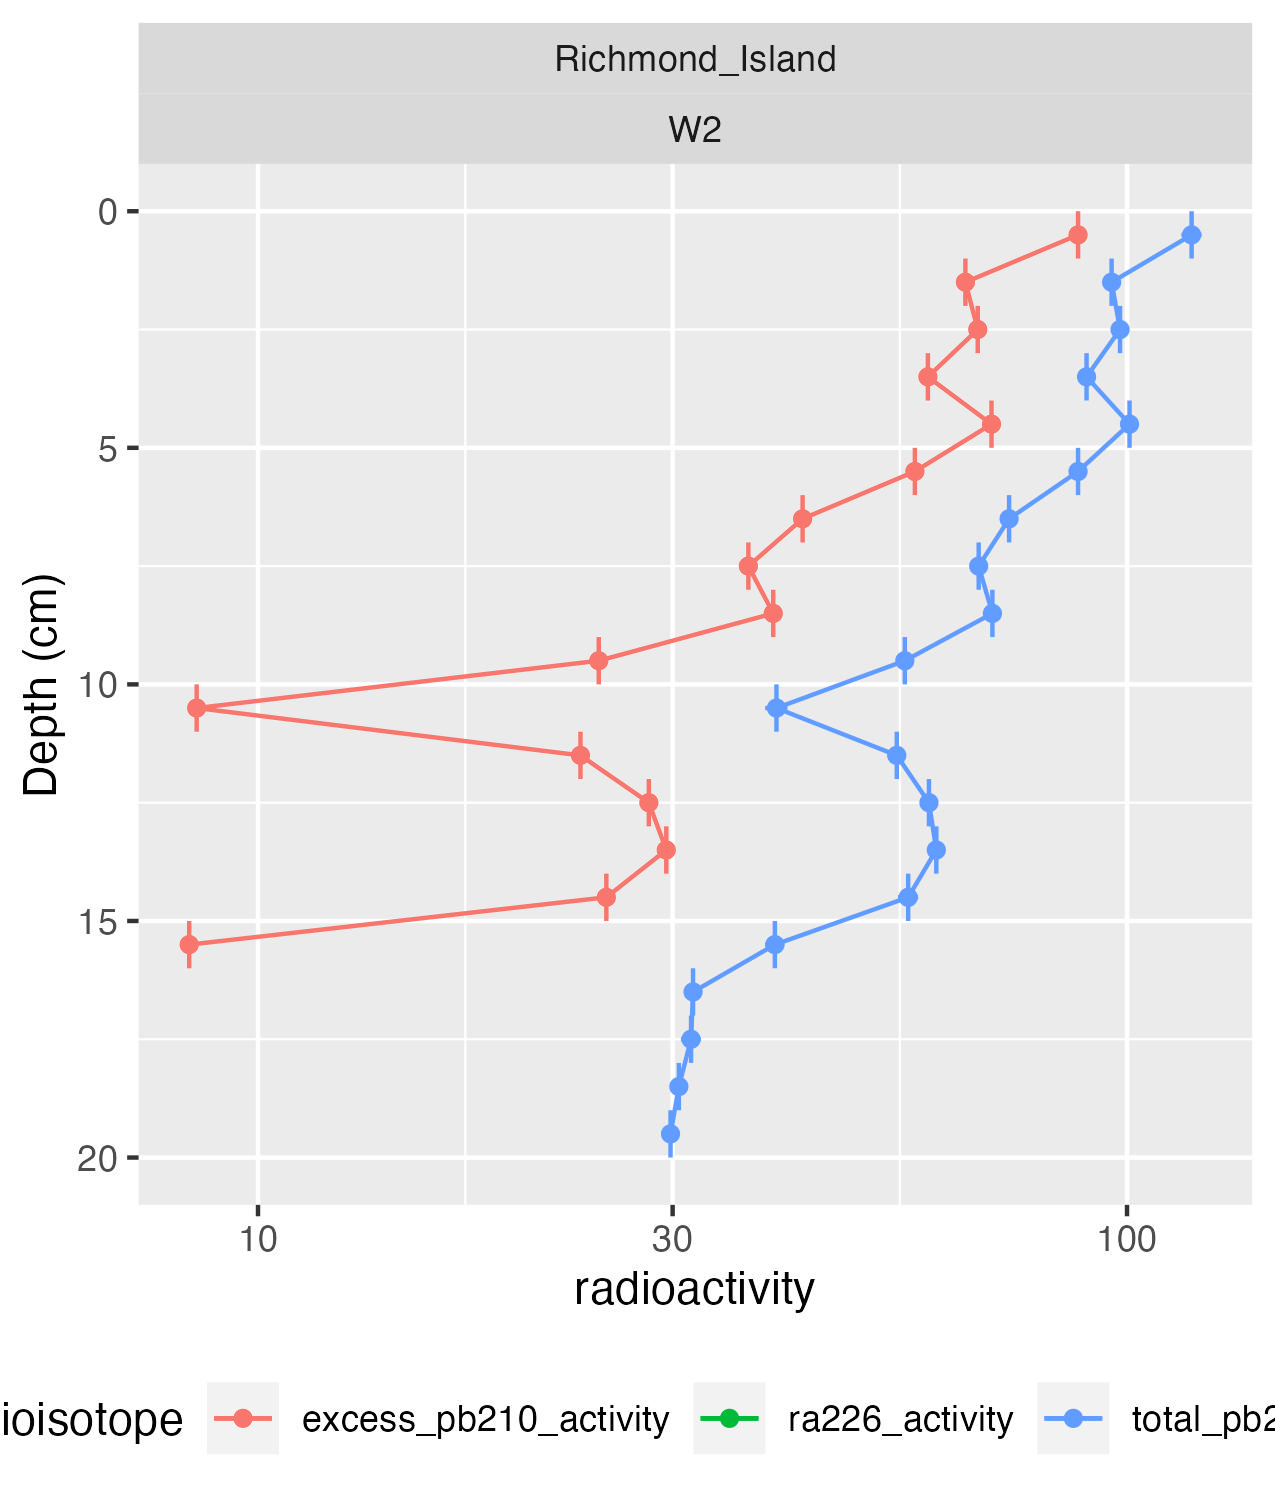 Richmond_Island
W2
0
5
10
15
20
Depth (cm)
10 30 100
radioactivity
ioisotope excess_pb210_activity ra226_activity total_pb2